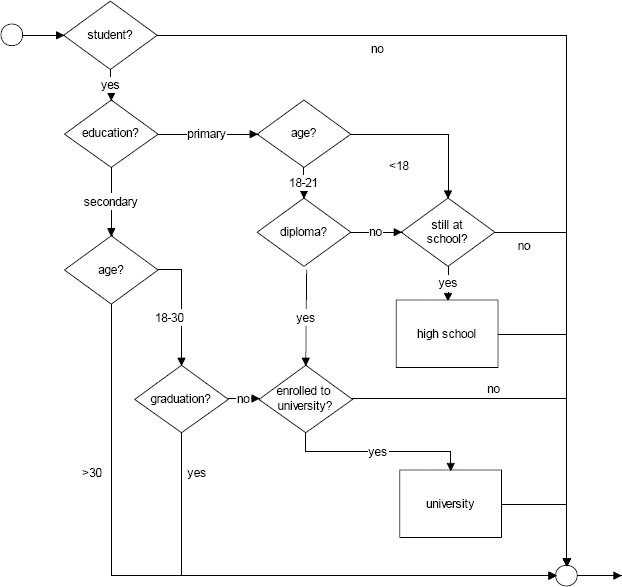 student?
no
yes
education?
primary
age?
<18
18-21
secondary
diploma?
no
still at
school?
no
age?
yes
18-30
yes
high school
graduation?
no
enrolled to
university?
no
yes
>30
yes
university